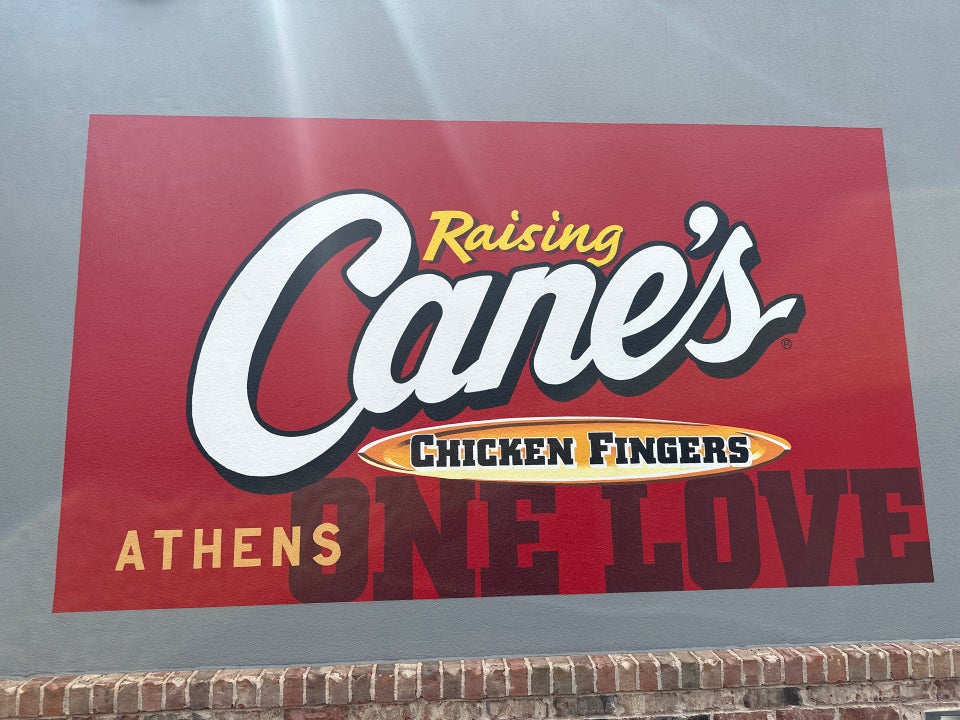 Raising
Cane's®
CHICKEN FINGERS
ONE LOVE
ATHENS